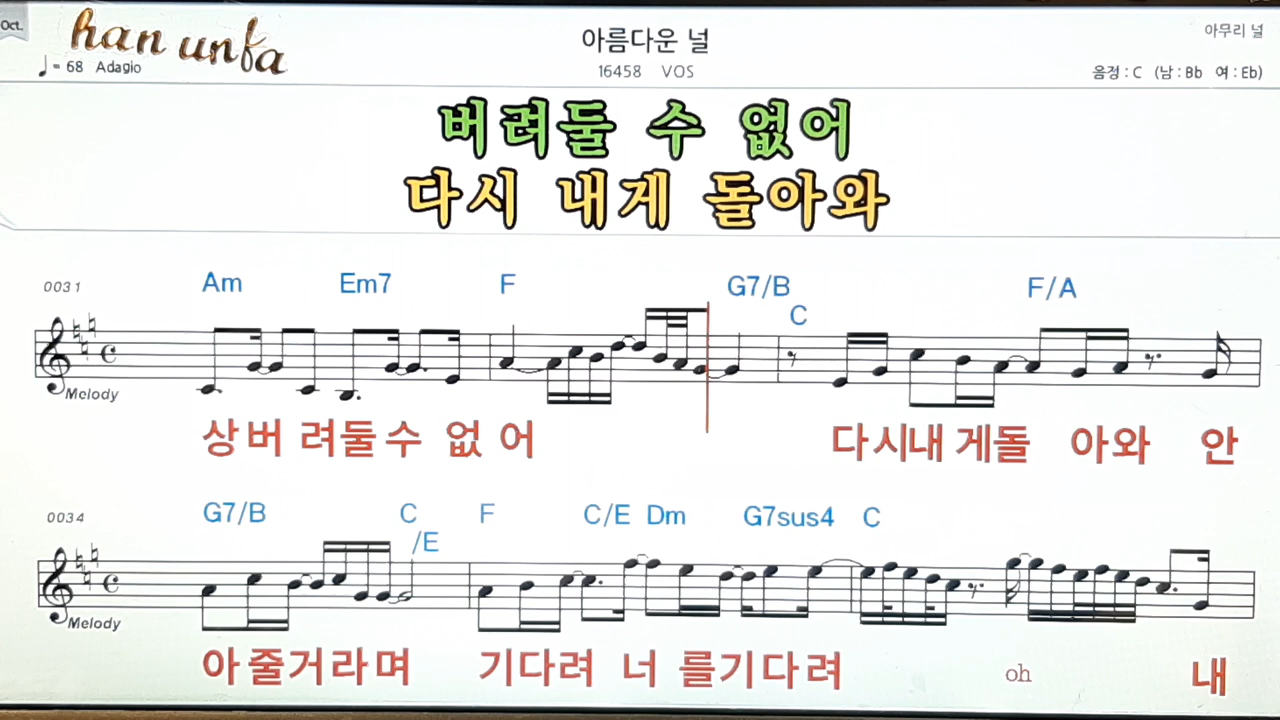 Oct.
han unfa
아름다운 널
아무리 널
♩= 68 Adagio
16458 VOS
음정 : C (남 : Bb 여 : Eb)
버려둘 수 없어
다시 내게 돌아와
0031 Am Em7 F G7/B C F/A
Melody
상버 려둘수 없 어 다시내 게돌 아와 안
0034 G7/B C/E F C/E Dm G7sus4 C
Melody
아 줄거라며 기다려 너 를기다려 oh 내